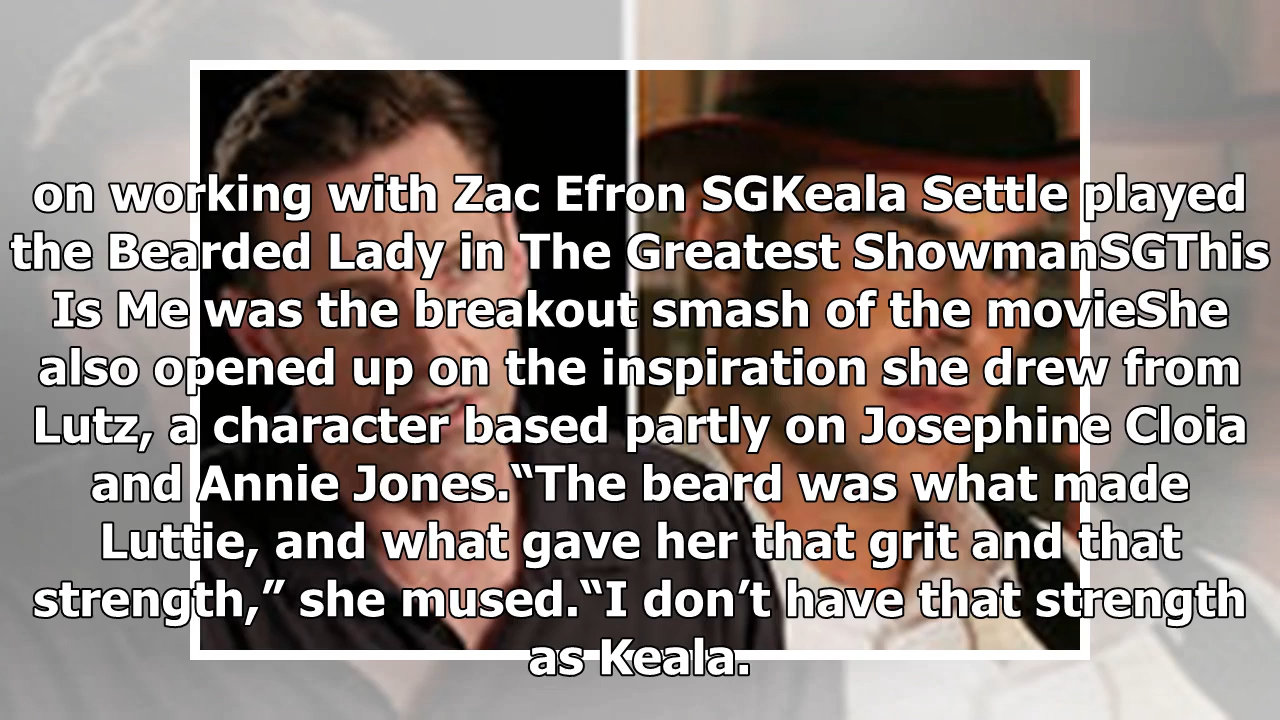 on working with Zac Efron SGKeala Settle played
the Bearded Lady in The Greatest ShowmanSGThis
Is Me was the breakout smash of the movieShe
also opened up on the inspiration she drew from
Lutz, a character based partly on Josephine Cloia
and Annie Jones.“The beard was what made
Luttie, and what gave her that grit and that
strength,” she mused.“I don’t have that strength
as Keala.